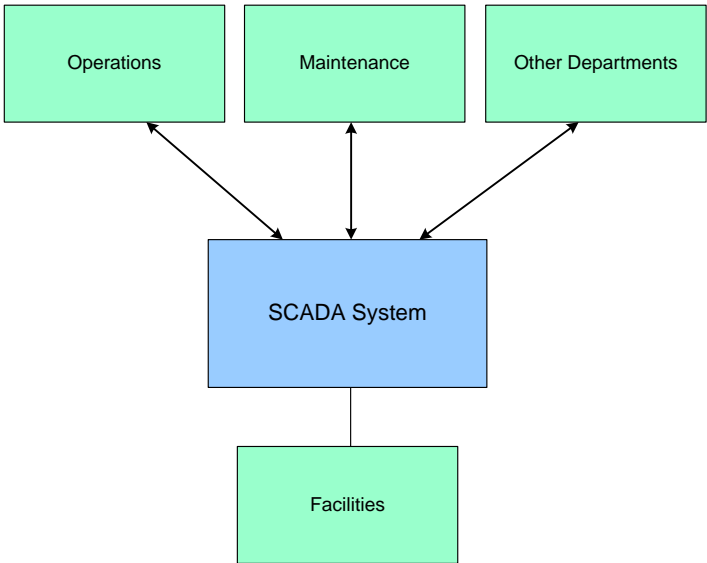 Operations
Maintenance
Other Departments
SCADA System
Facilities